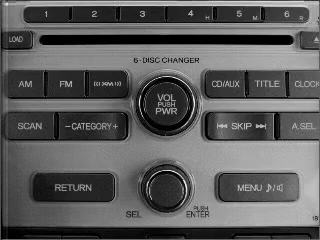 1 2 3 4 H 5 M 6 R
LOAD
6-DISC CHANGER
AM FM XM CD/AUX TITLE CLOCK
VOL
PUSH
PWR
SCAN −CATEGORY+ SKIP A.SEL
RETURN MENU
SEL PUSH
ENTER